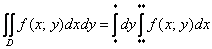 ∬_D f(x; y)dxdy = ∫_•^• dy ∫_{••}^{••} f(x; y)dx